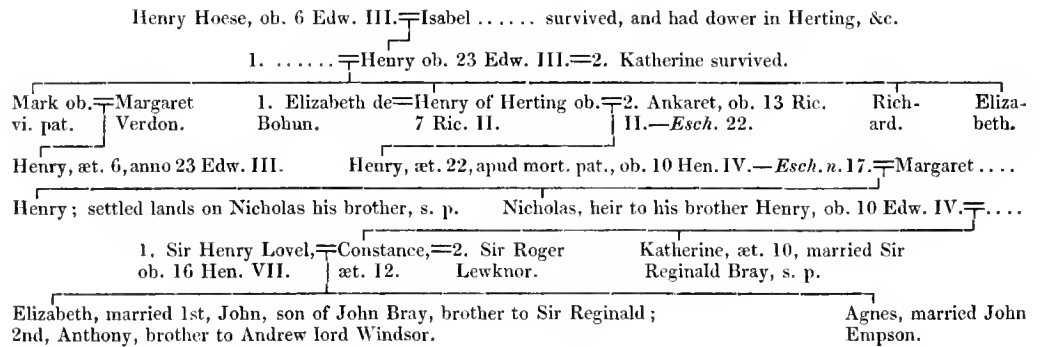 Henry Hoese, ob. 6 Edw. III.=Isabel ...... survived, and had dower in Herting, &c.
1. ......=Henry ob. 23 Edw. III.=2. Katherine survived.
Mark ob.=Margaret 1. Elizabeth de=Henry of Herting ob.=2. Ankaret, ob. 13 Ric. Rich- Eliza-
vi. pat. Verdon. Bohun. 7 Ric. II. II.—Esch. 22. ard. beth.
Henry, æt. 6, anno 23 Edw. III. Henry, æt. 22, apud mort. pat., ob. 10 Hen. IV.—Esch. n. 17.=Margaret ....
Henry; settled lands on Nicholas his brother, s. p. Nicholas, heir to his brother Henry, ob. 10 Edw. IV.=....
1. Sir Henry Lovel,=Constance,=2. Sir Roger Katherine, æt. 10, married Sir
ob. 16 Hen. VII. æt. 12. Lewknor. Reginald Bray, s. p.
Elizabeth, married 1st, John, son of John Bray, brother to Sir Reginald; Agnes, married John
2nd, Anthony, brother to Andrew lord Windsor. Empson.